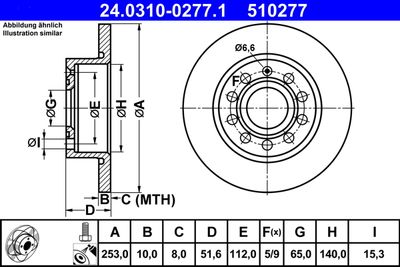 24.0310-0277.1 510277
Abbildung ähnlich
Illustration similar
Ø6,6
F
ØI
ØG
ØE
ØH
ØA
B
C (MTH)
D
A B C D E F(x) G H I
253,0 10,0 8,0 51,6 112,0 5/9 65,0 140,0 15,3